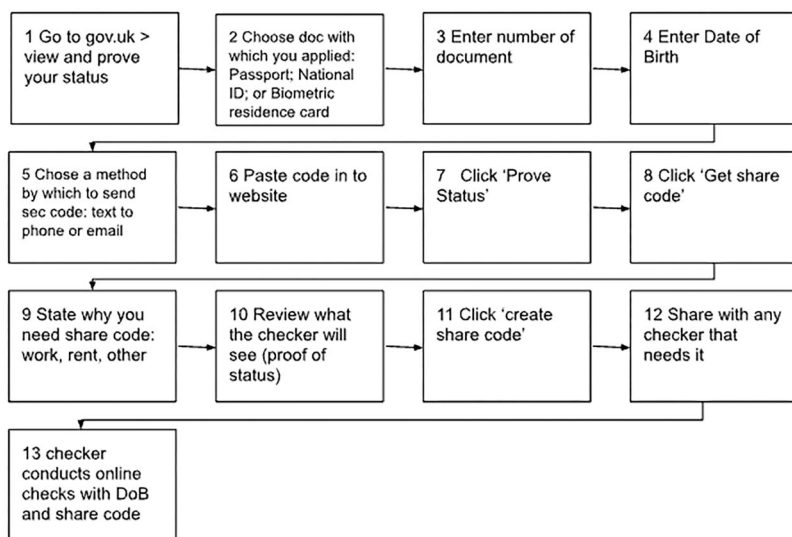 1 Go to gov.uk >
view and prove
your status
2 Choose doc with
which you applied:
Passport; National
ID; or Biometric
residence card
3 Enter number of
document
4 Enter Date of
Birth
5 Chose a method
by which to send
sec code: text to
phone or email
6 Paste code in to
website
7 Click ‘Prove
Status’
8 Click ‘Get share
code’
9 State why you
need share code:
work, rent, other
10 Review what
the checker will
see (proof of
status)
11 Click ‘create
share code’
12 Share with any
checker that
needs it
13 checker
conducts online
checks with DoB
and share code